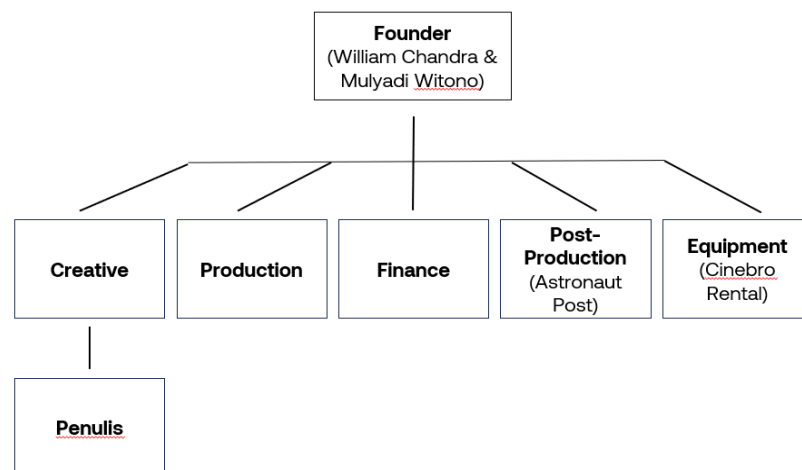 Founder
(William Chandra &
Mulyadi Witono)
Creative
Production
Finance
Post-
Production
(Astronaut
Post)
Equipment
(Cinebro
Rental)
Penulis